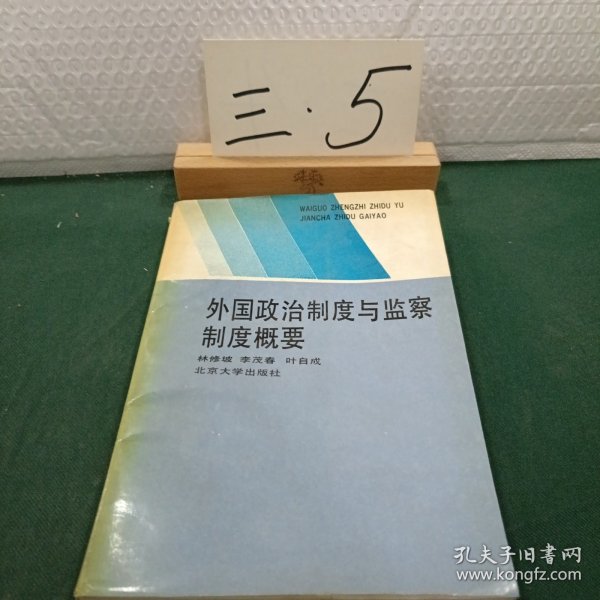 三·5
WAIGUO ZHENGZHI ZHIDU YU
JIANCHA ZHIDU GAIYAO
外国政治制度与监察
制度概要
林修坡 李茂春 叶自成
北京大学出版社
孔夫子旧书网
www.kongfz.com